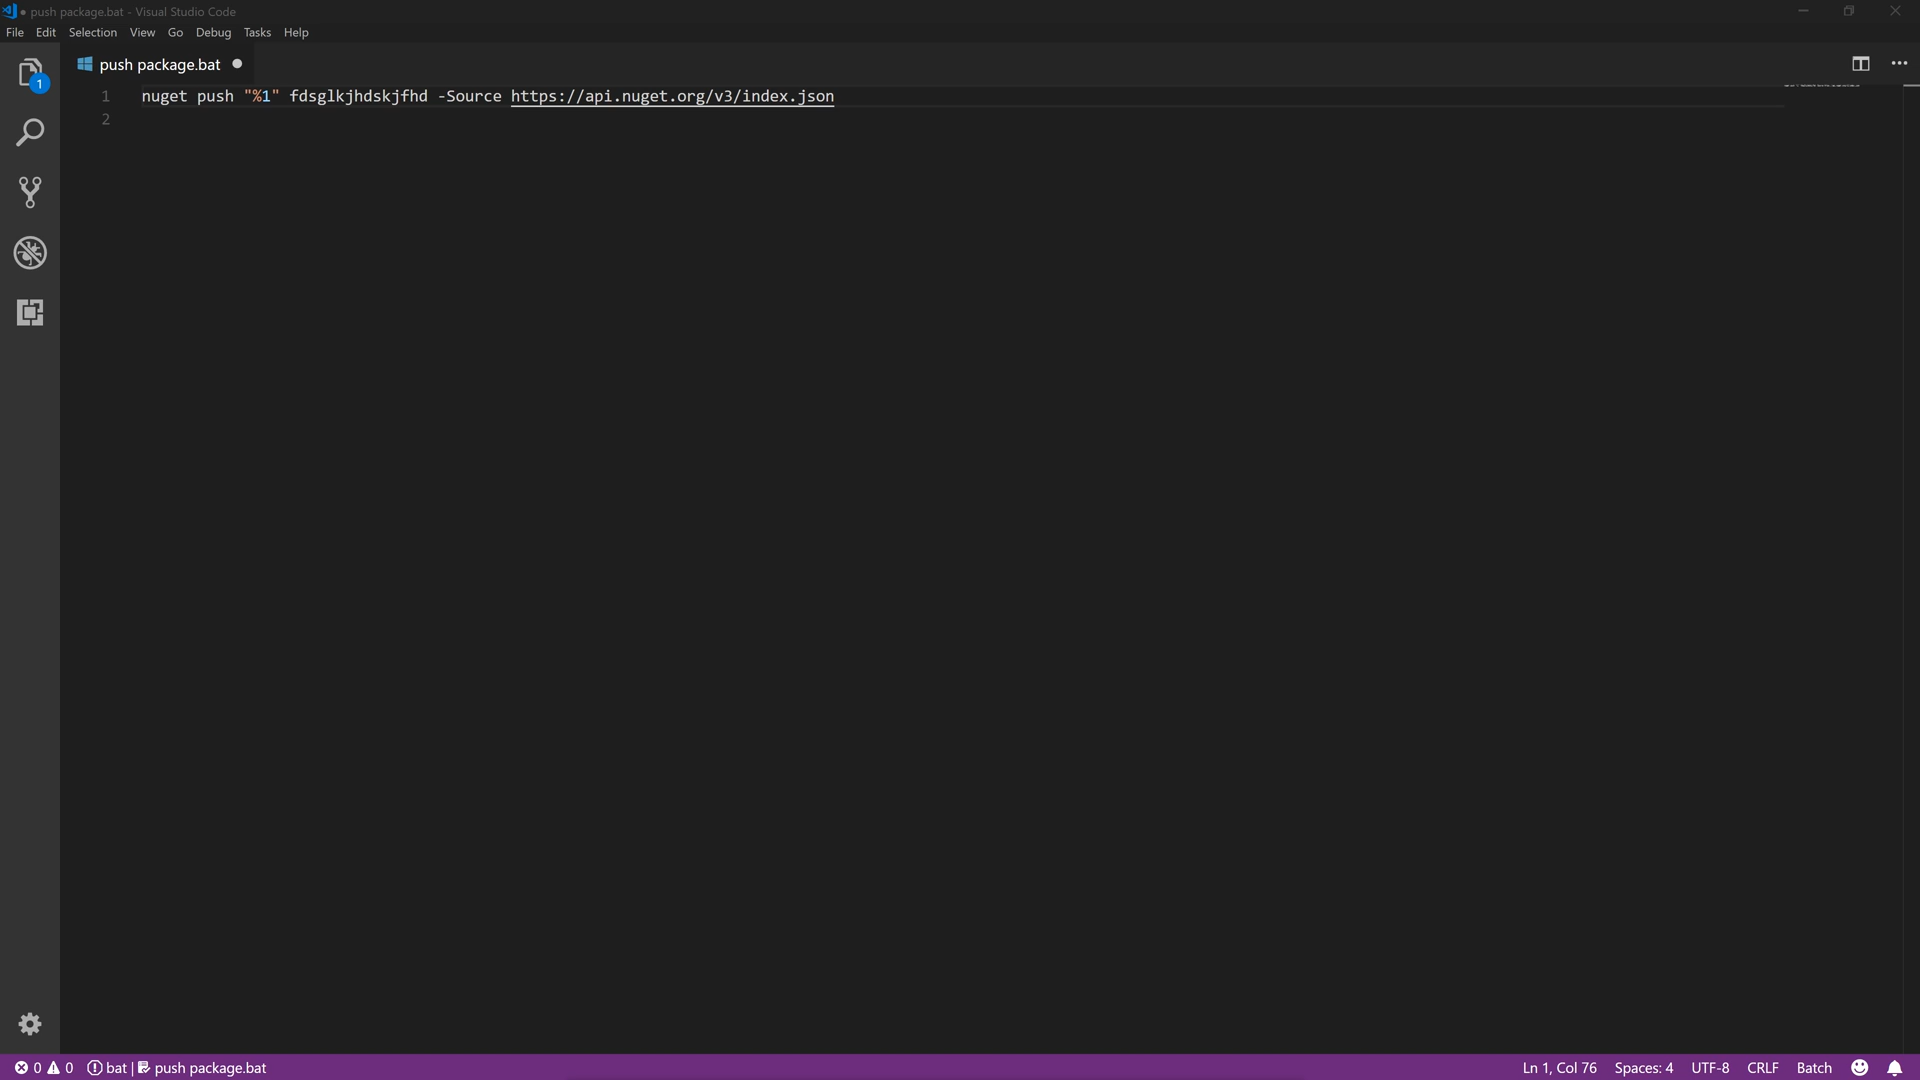 ● push package.bat - Visual Studio Code
File Edit Selection View Go Debug Tasks Help
push package.bat
1
1 nuget push "%1" fdsglkjhdskjfhd -Source https://api.nuget.org/v3/index.json
2
0 0 bat | push package.bat Ln 1, Col 76 Spaces: 4 UTF-8 CRLF Batch